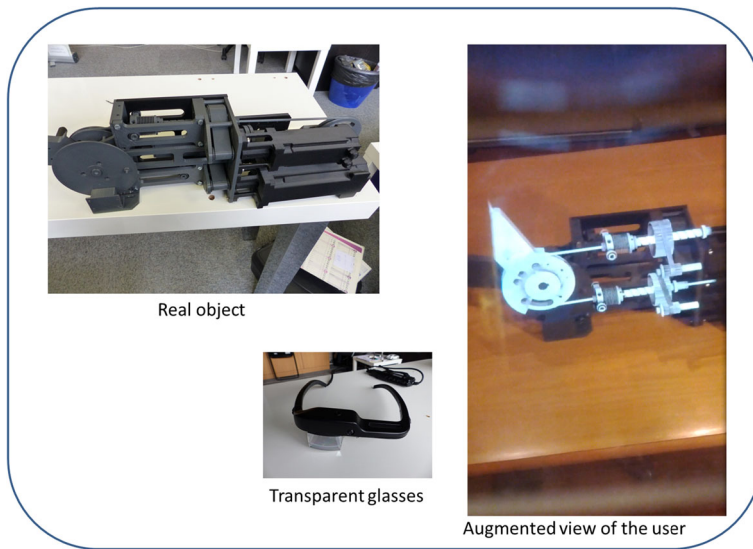 Real object
Transparent glasses
Augmented view of the user